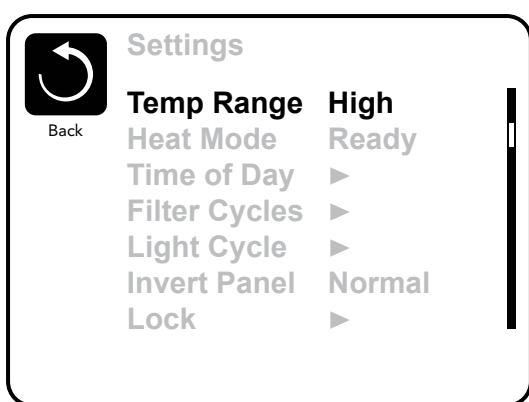 Settings
Back
Temp Range High
Heat Mode Ready
Time of Day ►
Filter Cycles ►
Light Cycle ►
Invert Panel Normal
Lock ►